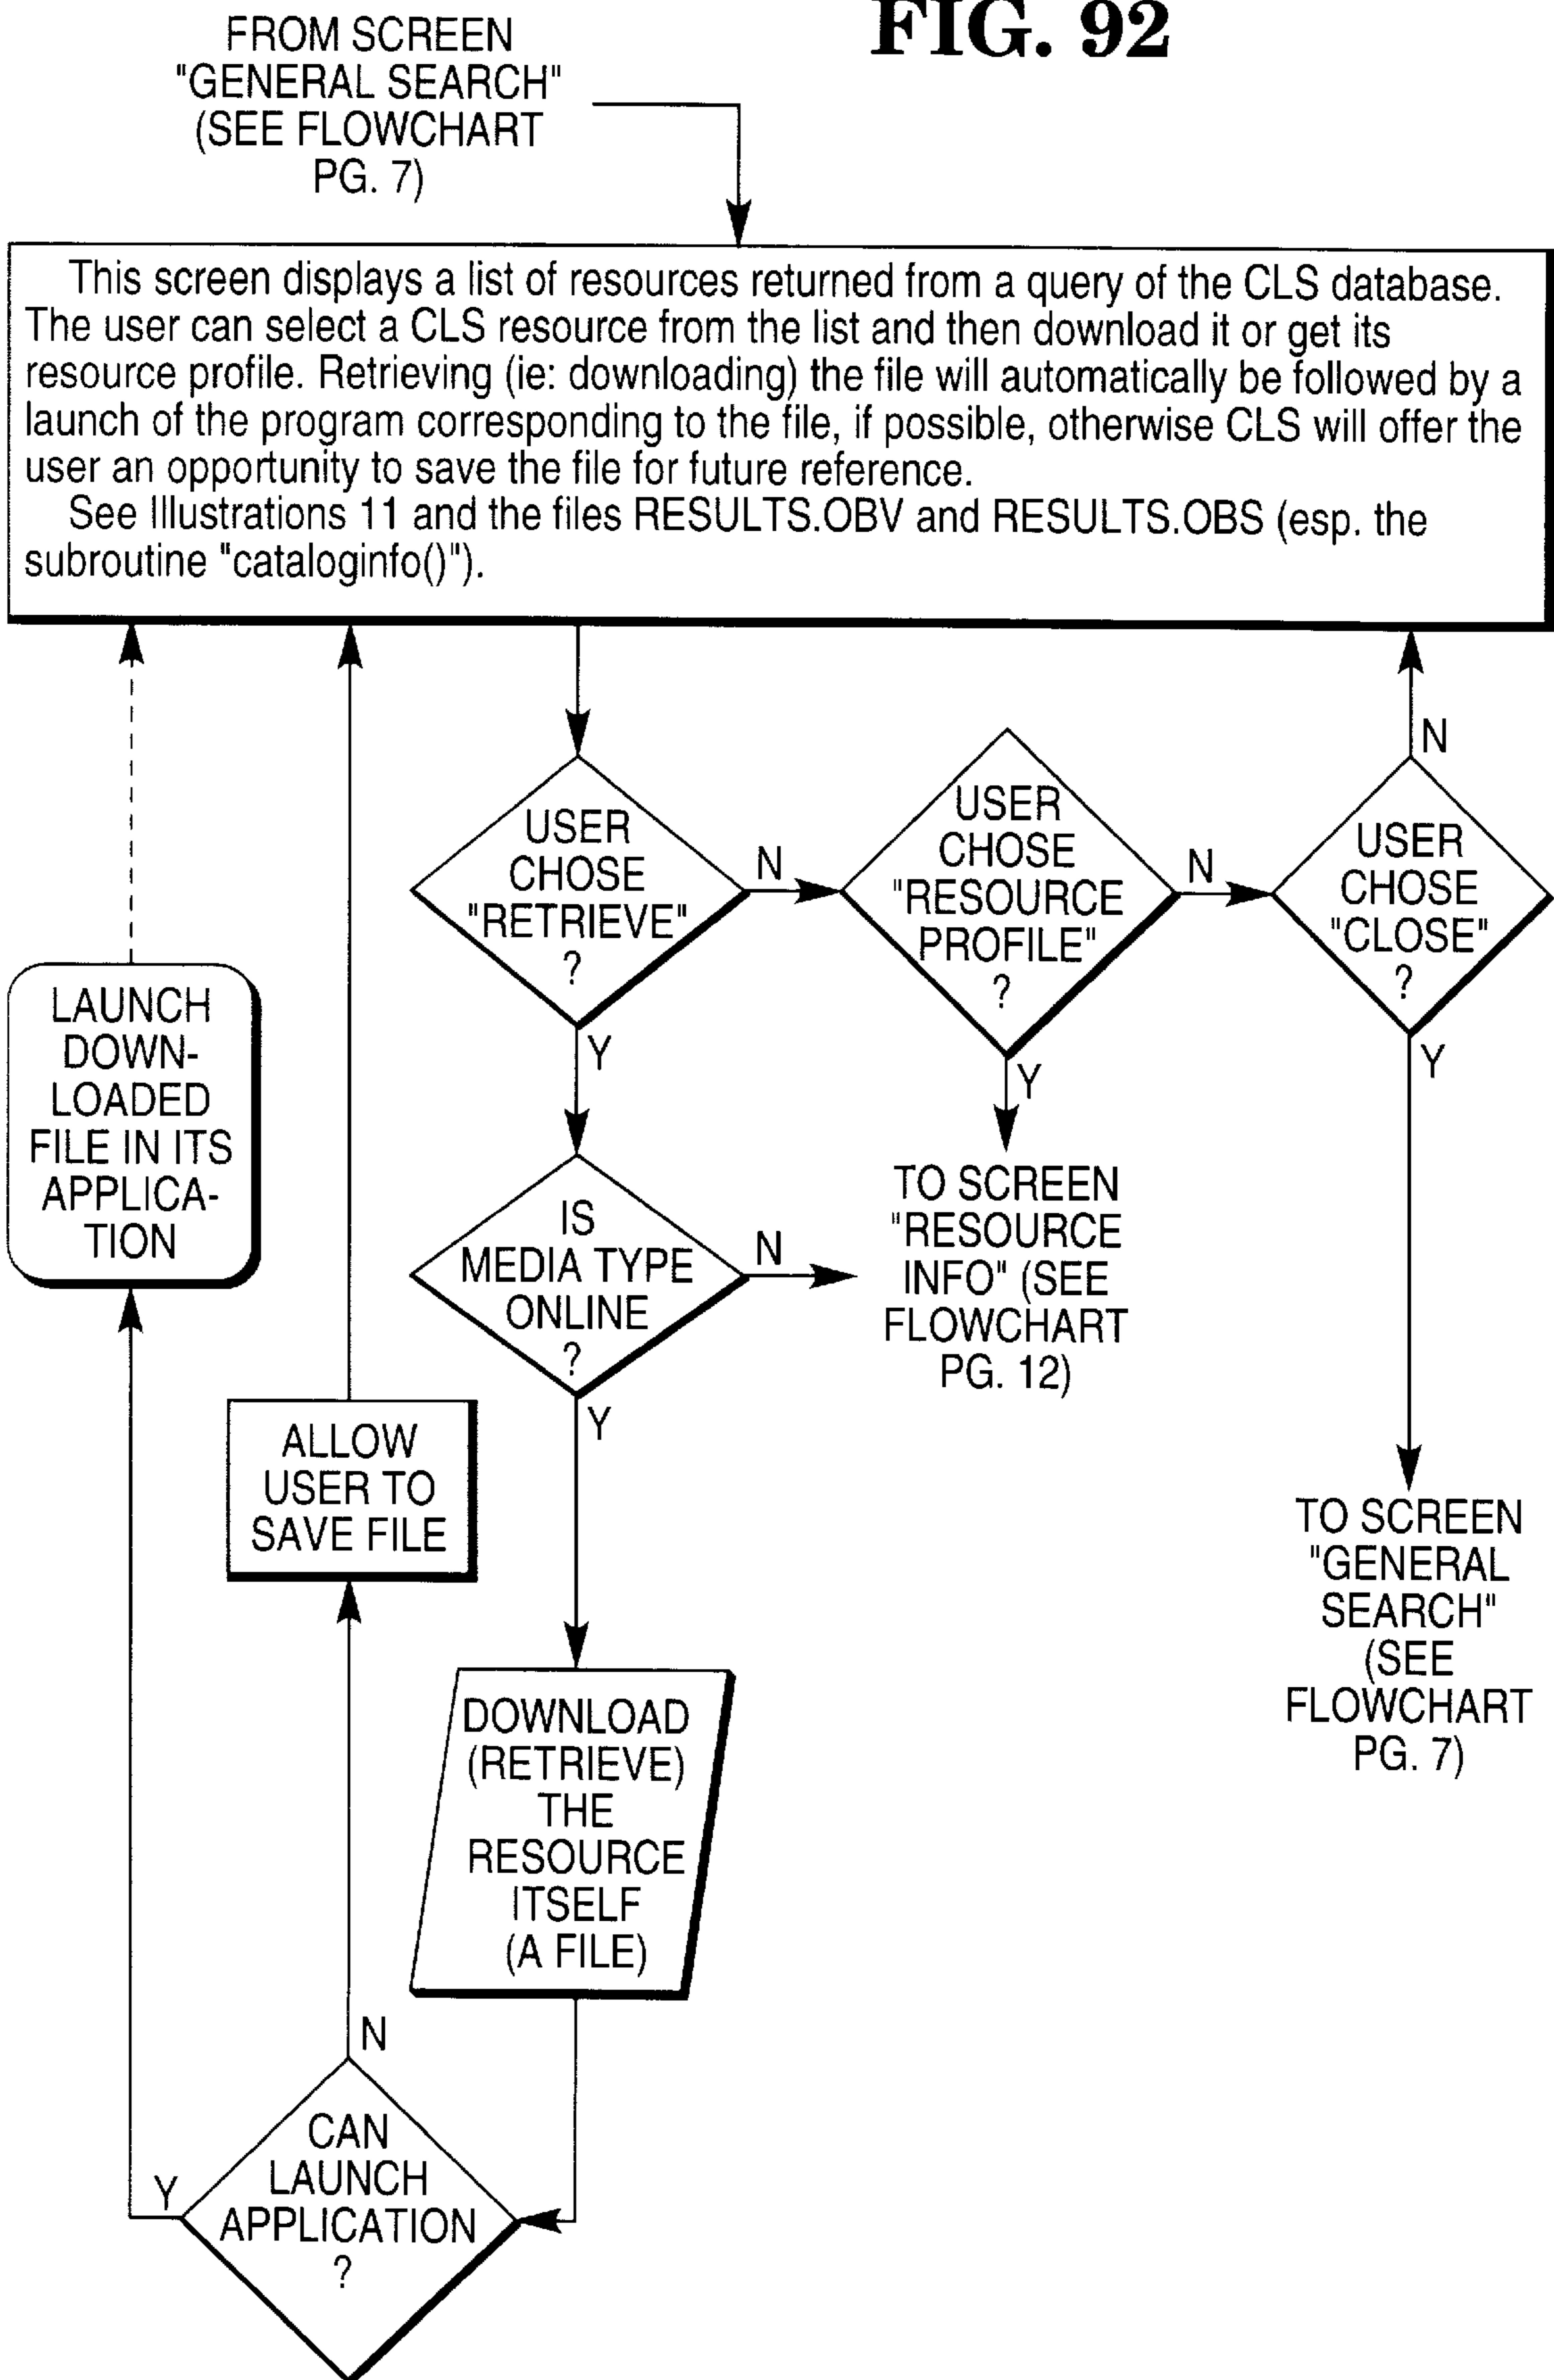 FIG. 92
FROM SCREEN
"GENERAL SEARCH"
(SEE FLOWCHART
PG. 7)
This screen displays a list of resources returned from a query of the CLS database.
The user can select a CLS resource from the list and then download it or get its
resource profile. Retrieving (ie: downloading) the file will automatically be followed by a
launch of the program corresponding to the file, if possible, otherwise CLS will offer the
user an opportunity to save the file for future reference.
See Illustrations 11 and the files RESULTS.OBV and RESULTS.OBS (esp. the
subroutine "cataloginfo()").
USER
CHOSE
"RETRIEVE"
?
N
Y
USER
CHOSE
"RESOURCE
PROFILE"
?
N
Y
USER
CHOSE
"CLOSE"
?
N
Y
LAUNCH
DOWN-
LOADED
FILE IN ITS
APPLICA-
TION
IS
MEDIA TYPE
ONLINE
?
N
Y
TO SCREEN
"RESOURCE
INFO" (SEE
FLOWCHART
PG. 12)
ALLOW
USER TO
SAVE FILE
TO SCREEN
"GENERAL
SEARCH"
(SEE
FLOWCHART
PG. 7)
DOWNLOAD
(RETRIEVE)
THE
RESOURCE
ITSELF
(A FILE)
N
Y
CAN
LAUNCH
APPLICATION
?